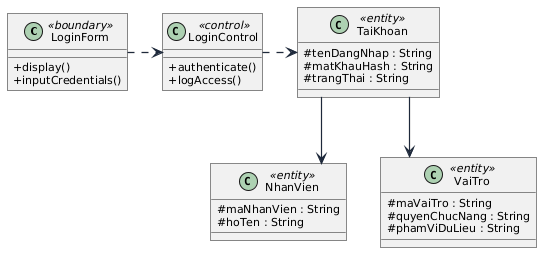 C «boundary»
LoginForm
+display()
+inputCredentials()
C «control»
LoginControl
+authenticate()
+logAccess()
C «entity»
TaiKhoan
#tenDangNhap : String
#matKhauHash : String
#trangThai : String
C «entity»
NhanVien
#maNhanVien : String
#hoTen : String
C «entity»
VaiTro
#maVaiTro : String
#quyenChucNang : String
#phamViDuLieu : String